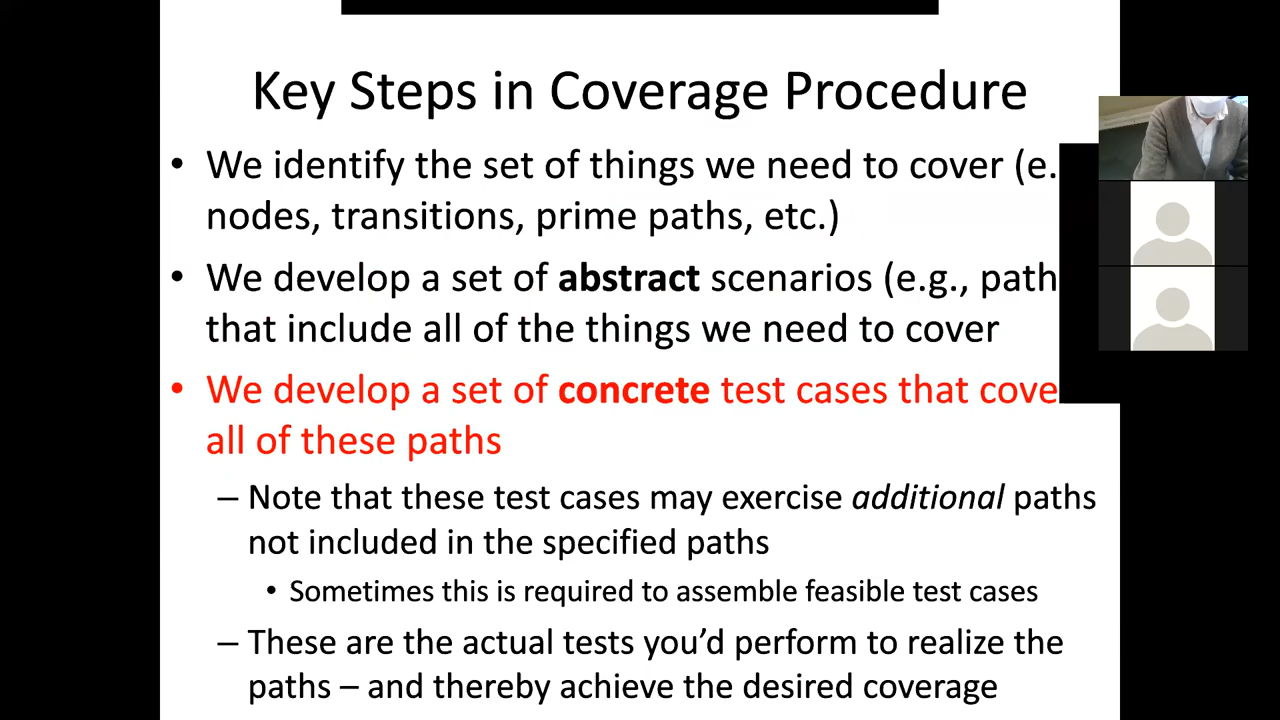 Key Steps in Coverage Procedure
• We identify the set of things we need to cover (e.
nodes, transitions, prime paths, etc.)
• We develop a set of abstract scenarios (e.g., path
that include all of the things we need to cover
• We develop a set of concrete test cases that cove
all of these paths
– Note that these test cases may exercise additional paths
not included in the specified paths
• Sometimes this is required to assemble feasible test cases
– These are the actual tests you’d perform to realize the
paths – and thereby achieve the desired coverage